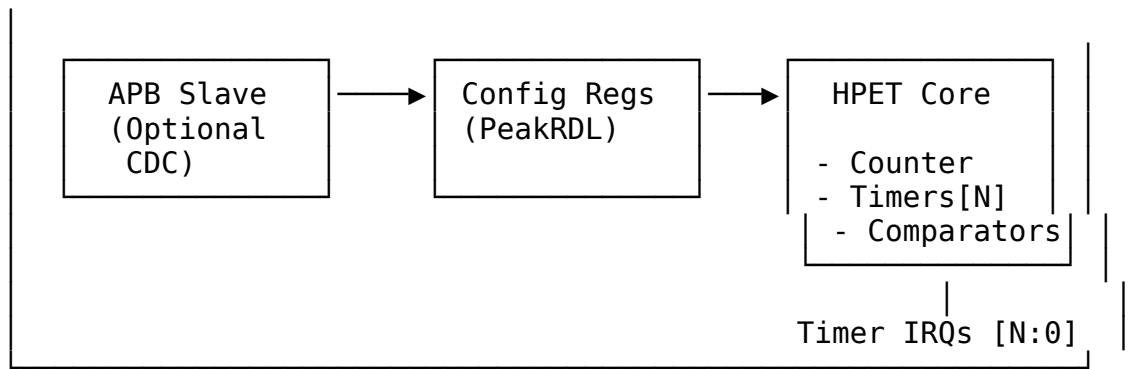 APB Slave
(Optional
CDC)
Config Regs
(PeakRDL)
HPET Core
- Counter
- Timers[N]
- Comparators
Timer IRQs [N:0]